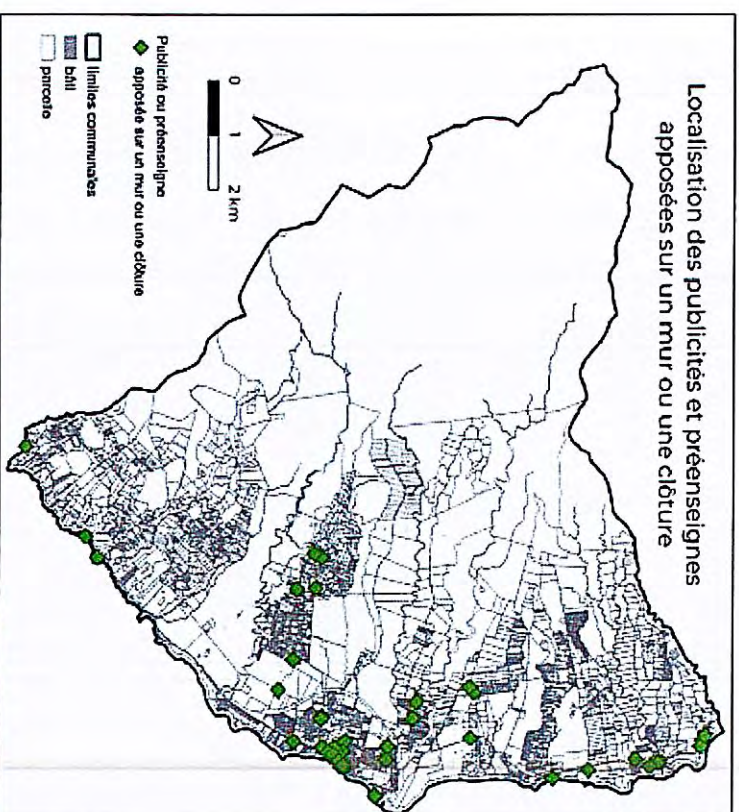 Localisation des publicités et préenseignes
apposées sur un mur ou une clôture
0 1 2 km
Publicité ou préenseigne
apposée sur un mur ou une clôture
limites communales
bâti
parcelle